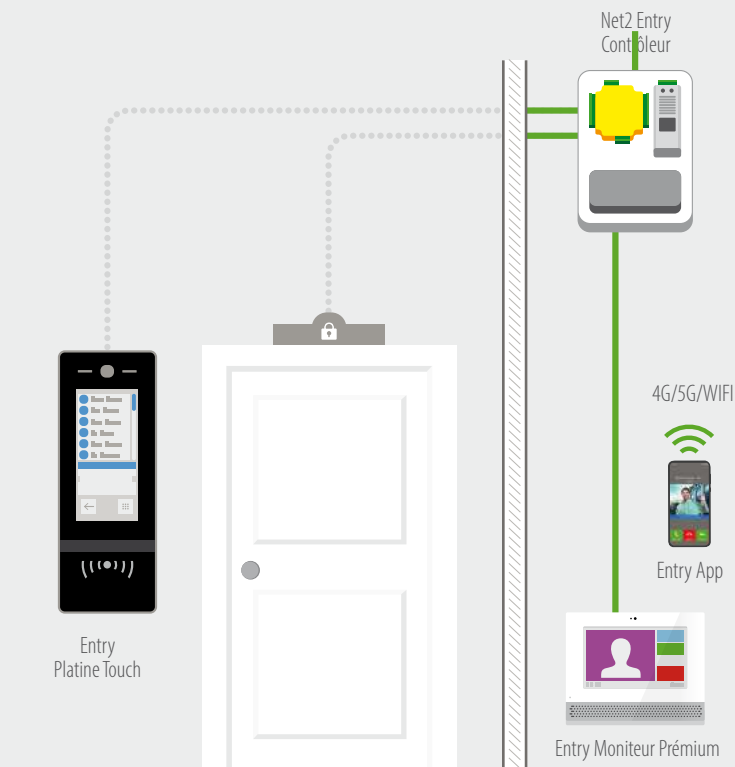 Net2 Entry
Contrôleur
4G/5G/WIFI
Entry App
Entry
Platine Touch
Entry Moniteur Prémium